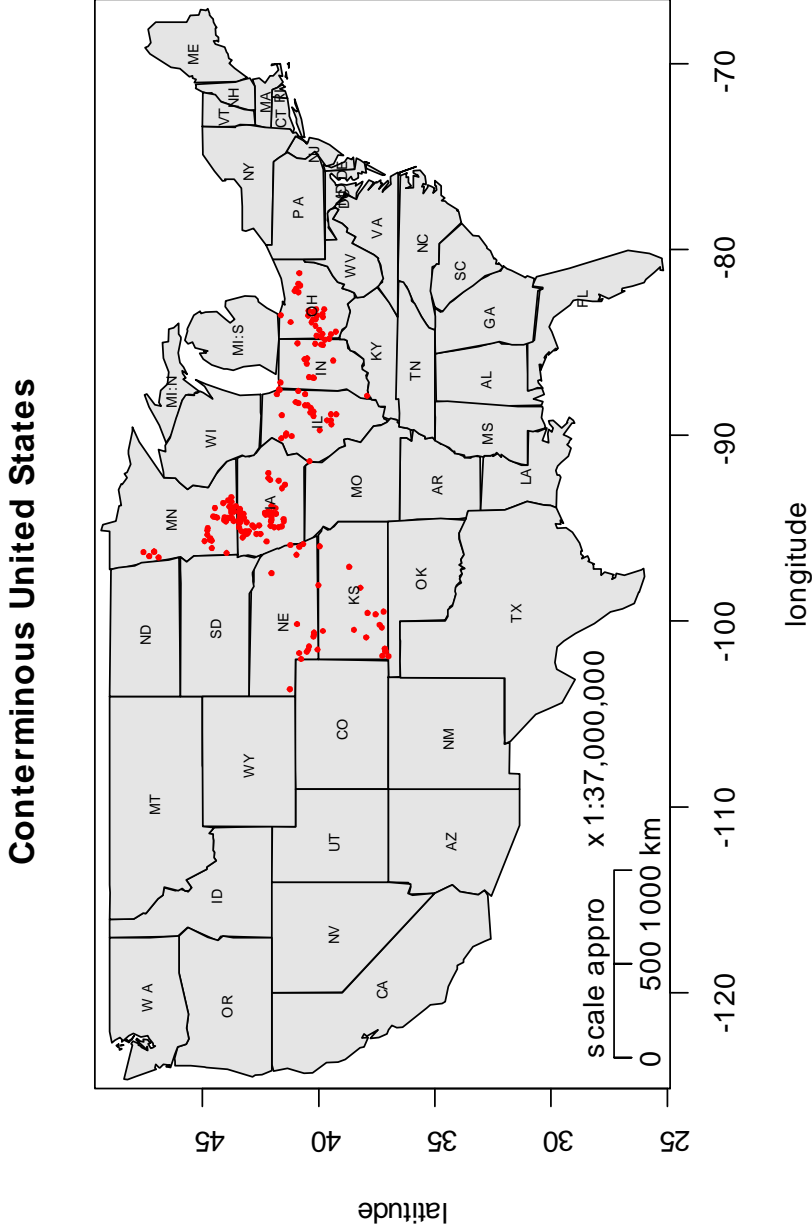 Conterminous United States
WA
MT
ND
MN
MI:N
ME
OR
ID
SD
WI
MI:S
NY
VT
NH
MA
CT RI
WY
NE
IA
PA
NJ
NV
UT
CO
KS
MO
IL
IN
OH
WV
MD
DE
DC
CA
AZ
NM
OK
AR
KY
TN
VA
NC
SC
TX
LA
MS
AL
GA
FL
scale appro
x 1:37,000,000
0 500 1000 km
45
40
35
30
25
latitude
-120
-110
-100
-90
-80
-70
longitude